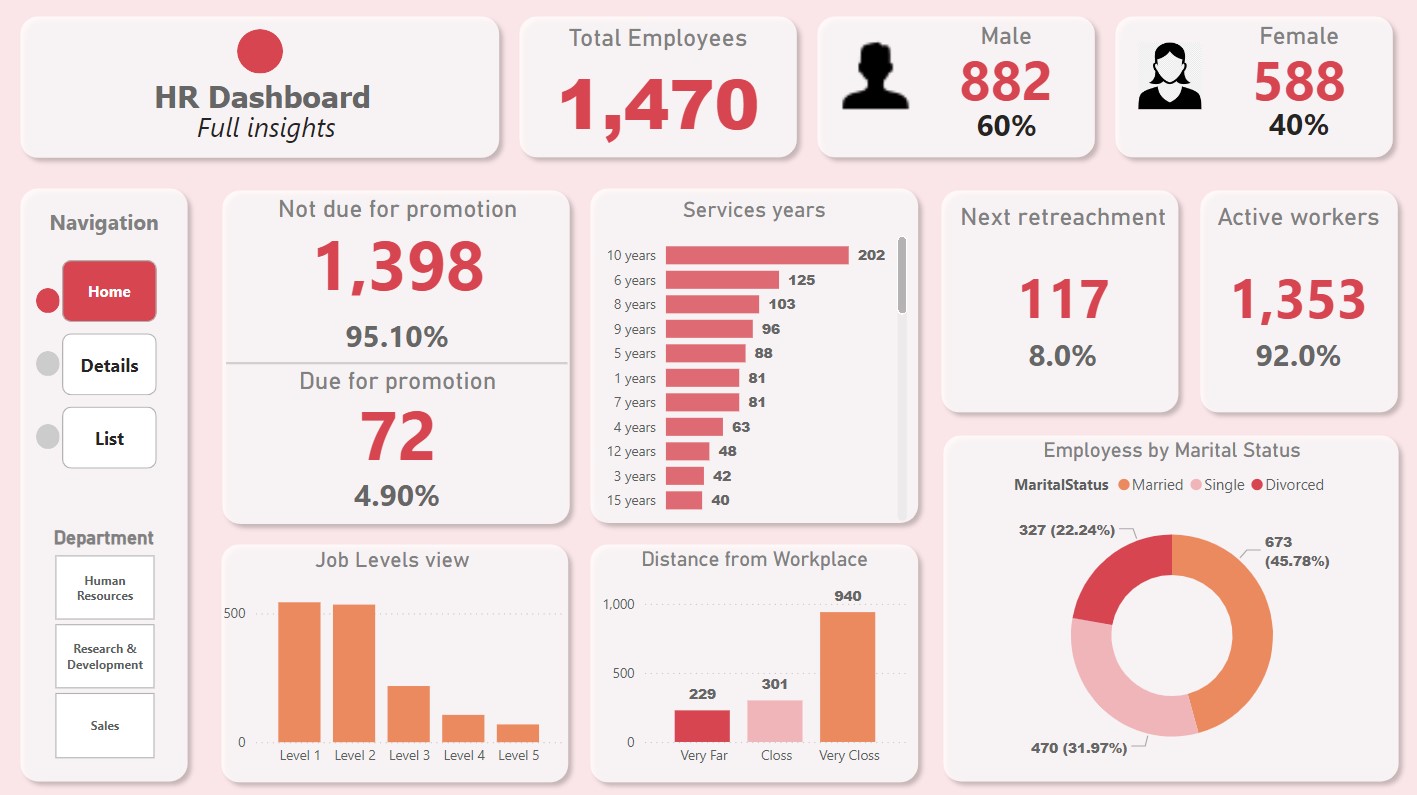 HR Dashboard
Full insights
Total Employees
1,470
Male
882
60%
Female
588
40%
Navigation
Home
Details
List
Department
Human
Resources
Research &
Development
Sales
Not due for promotion
1,398
95.10%
Due for promotion
72
4.90%
Services years
10 years 202
6 years 125
8 years 103
9 years 96
5 years 88
1 years 81
7 years 81
4 years 63
12 years 48
3 years 42
15 years 40
Next retreachment
117
8.0%
Active workers
1,353
92.0%
Job Levels view
500
0
Level 1 Level 2 Level 3 Level 4 Level 5
Distance from Workplace
1,000
500
0
229 301 940
Very Far Closs Very Closs
Employess by Marital Status
MaritalStatus Married Single Divorced
327 (22.24%)
673
(45.78%)
470 (31.97%)